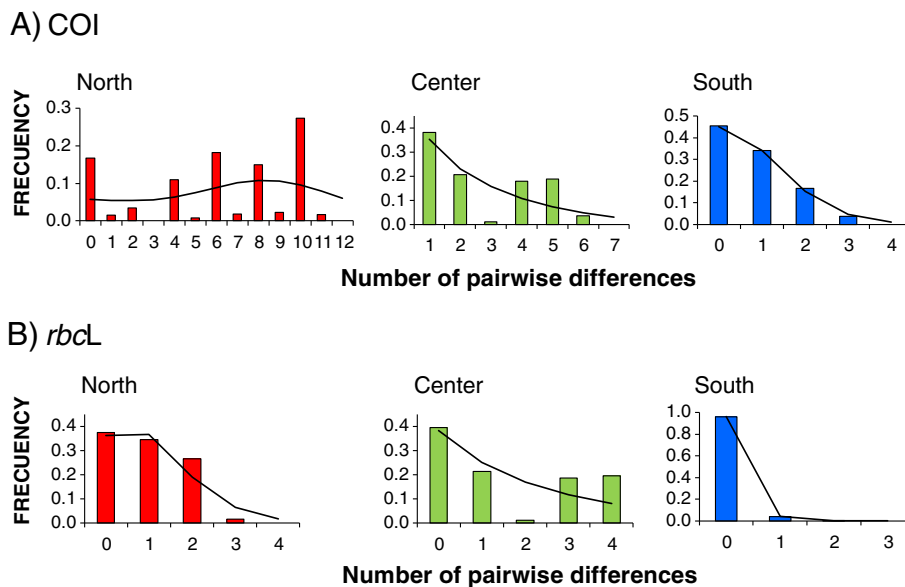 A) COI
North
Center
South
FRECUENCY
0.3
0.2
0.1
0.0
0 1 2 3 4 5 6 7 8 9 10 11 12
0.4
0.3
0.2
0.1
0.0
1 2 3 4 5 6 7
0.5
0.4
0.3
0.2
0.1
0.0
0 1 2 3 4
Number of pairwise differences
B) rbcL
North
Center
South
FRECUENCY
0.4
0.3
0.2
0.1
0.0
0 1 2 3 4
0.4
0.3
0.2
0.1
0.0
0 1 2 3 4
1.0
0.8
0.6
0.4
0.2
0.0
0 1 2 3
Number of pairwise differences